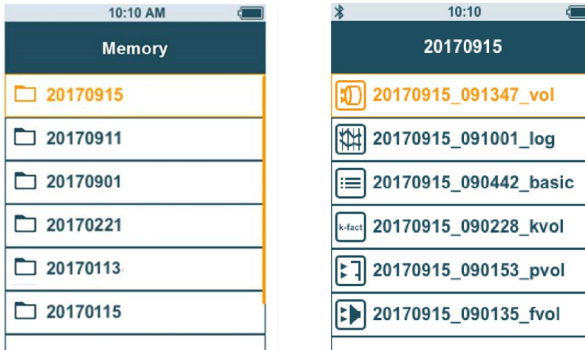 10:10 AM
Memory
20170915
20170911
20170901
20170221
20170113
20170115
10:10
20170915
20170915_091347_vol
20170915_091001_log
20170915_090442_basic
k-fact 20170915_090228_kvol
20170915_090153_pvol
20170915_090135_fvol